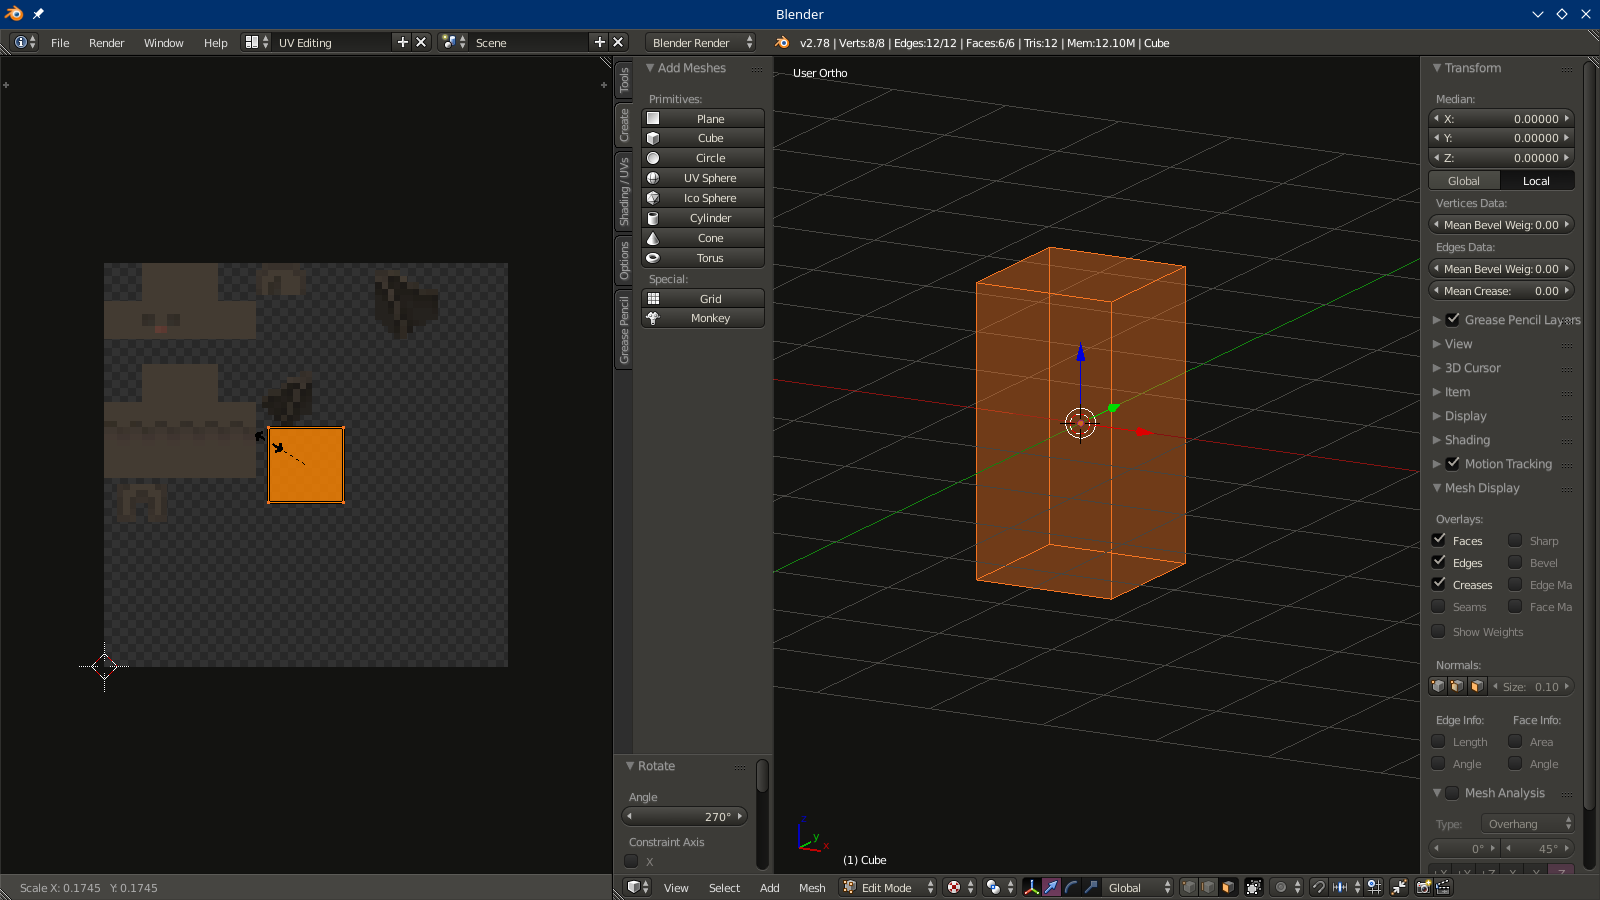 Blender
File Render Window Help UV Editing Scene Blender Render v2.78 | Verts:8/8 | Edges:12/12 | Faces:6/6 | Tris:12 | Mem:12.10M | Cube
Tools
Create
Shading / UVs
Options
Grease Pencil
Add Meshes
Primitives:
Plane
Cube
Circle
UV Sphere
Ico Sphere
Cylinder
Cone
Torus
Special:
Grid
Monkey
Rotate
Angle
270°
Constraint Axis
X
User Ortho
z
y
x
(1) Cube
Transform
Median:
X: 0.00000
Y: 0.00000
Z: 0.00000
Global Local
Vertices Data:
Mean Bevel Weig: 0.00
Edges Data:
Mean Bevel Weig: 0.00
Mean Crease: 0.00
Grease Pencil Layers
View
3D Cursor
Item
Display
Shading
Motion Tracking
Mesh Display
Overlays:
Faces Sharp
Edges Bevel
Creases Edge Ma
Seams Face Ma
Show Weights
Normals:
Size: 0.10
Edge Info: Face Info:
Length Area
Angle Angle
Mesh Analysis
Type: Overhang
0° 45°
Scale X: 0.1745 Y: 0.1745
View Select Add Mesh Edit Mode Global